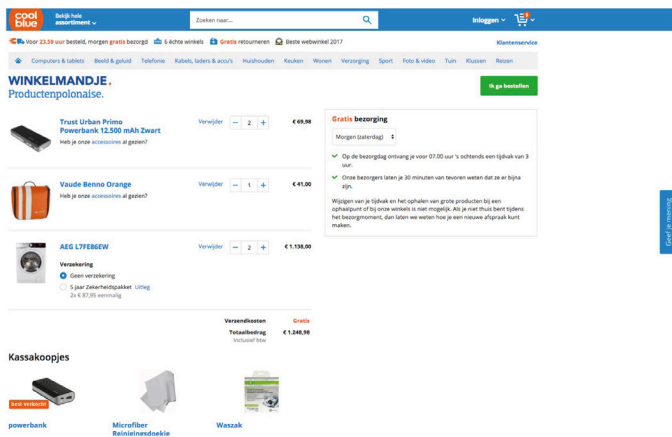 cool
blue
Bekijk hele
assortiment
Zoeken naar...
Inloggen
Voor 23.59 uur besteld, morgen gratis bezorgd
6 échte winkels
Gratis retourneren
Beste webwinkel 2017
Klantenservice
Computers & tablets
Beeld & geluid
Telefonie
Kabels, laders & accu's
Huishouden
Keuken
Wonen
Verzorging
Sport
Foto & video
Tuin
Klussen
Reizen
WINKELMANDJE.
Productenpolonaise.
Ik ga bestellen
Trust Urban Primo
Powerbank 12.500 mAh Zwart
Heb je onze accessoires al gezien?
Verwijder
− 2 +
€ 69,98
Vaude Benno Orange
Heb je onze accessoires al gezien?
Verwijder
− 1 +
€ 41,00
AEG L7FE86EW
Verwijder
− 2 +
€ 1.138,00
Verzekering
Geen verzekering
5 jaar Zekerheidspakket Uitleg
2x € 87,95 eenmalig
Verzendkosten Gratis
Totaalbedrag € 1.248,98
Inclusief btw
Gratis bezorging
Morgen (zaterdag)
Op de bezorgdag ontvang je voor 07.00 uur 's ochtends een tijdvak van 3
uur.
Onze bezorgers laten je 30 minuten van tevoren weten dat ze er bijna
zijn.
Wijzigen van je tijdvak en het ophalen van grote producten bij een
ophaalpunt of bij onze winkels is niet mogelijk. Als je niet thuis bent tijdens
het bezorgmoment, dan laten we weten hoe je een nieuwe afspraak kunt
maken.
Geef je mening
Kassakoopjes
best verkocht
powerbank
Microfiber
Reinigingsdoekje
Waszak